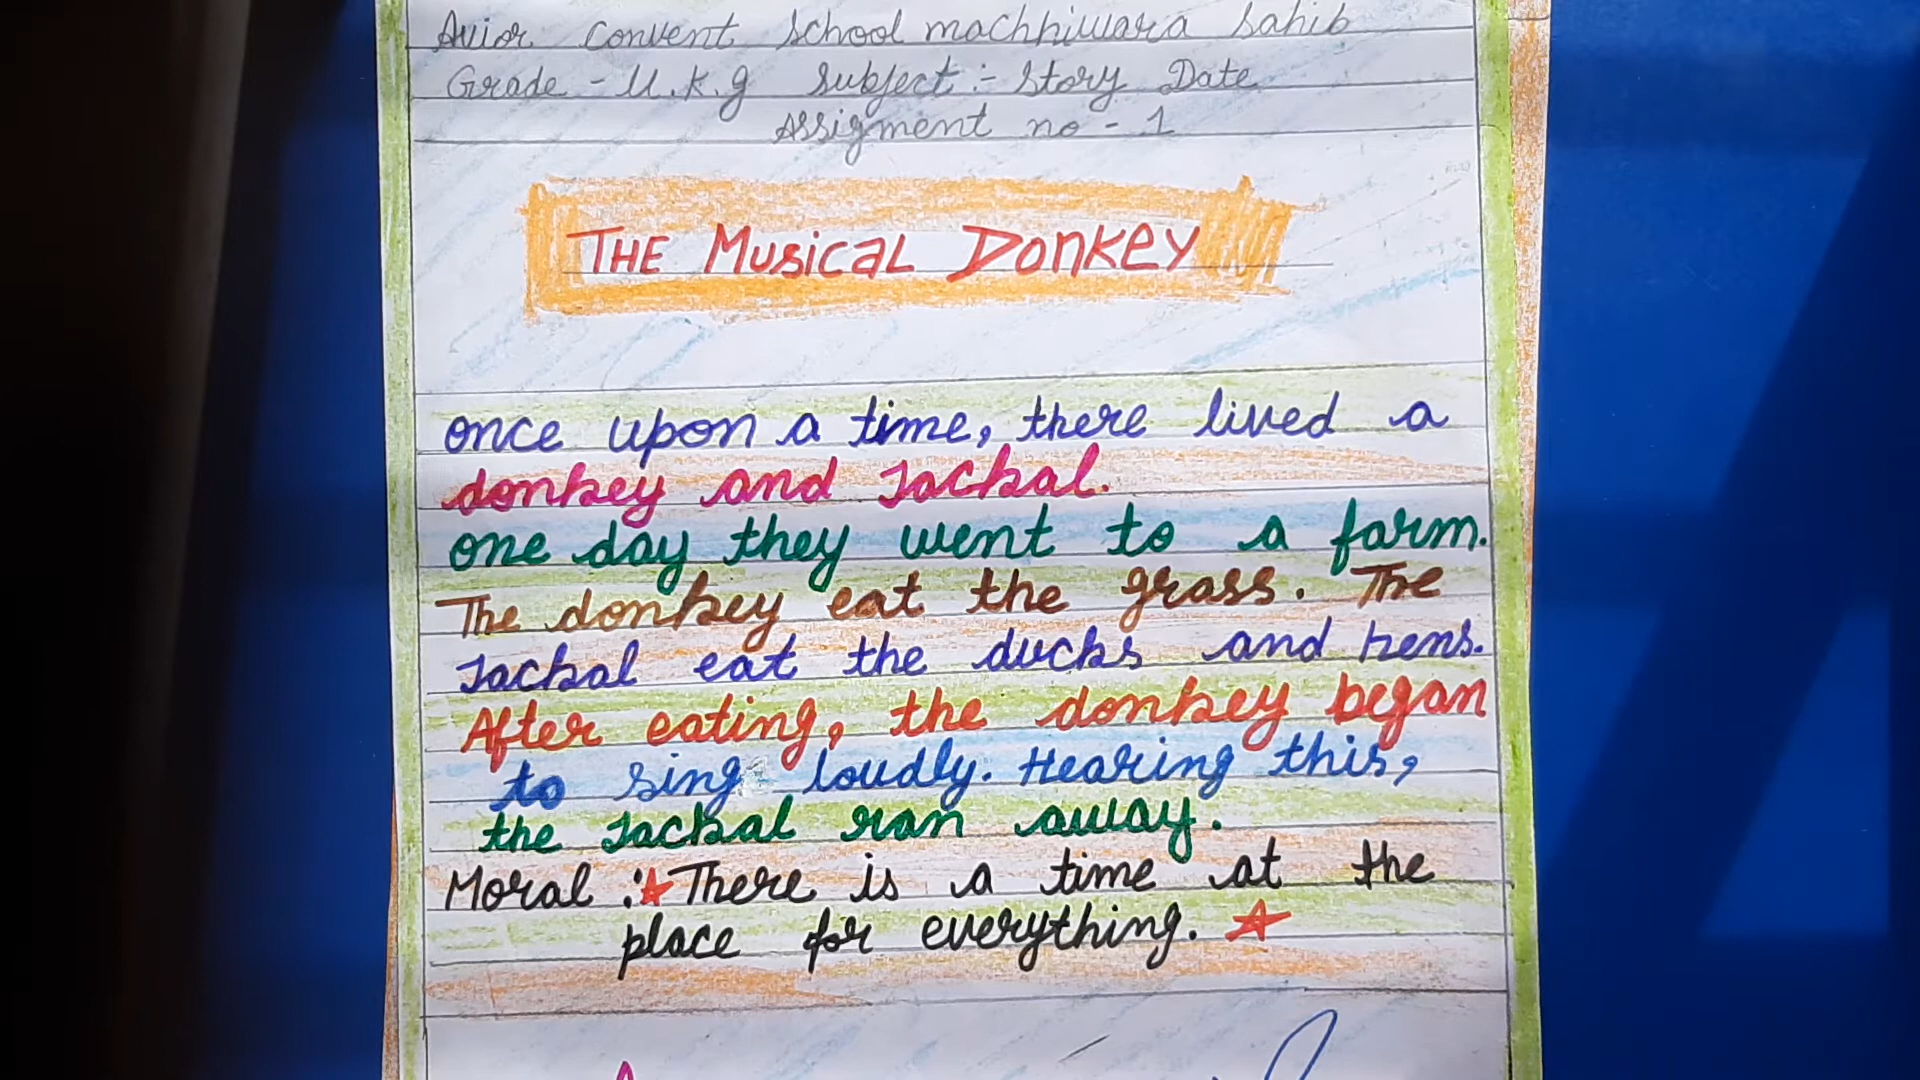 Avior Convent School machhiwara Sahib
Grade - U.K.g Subject :- Story Date
Assigment no - 1
THE MUSICAL DONKEY
once upon a time, there lived a
donkey and Jackal.
one day they went to a farm.
The donkey eat the grass. The
Jackal eat the ducks and hens.
After eating, the donkey began
to sing loudly. Hearing this,
the Jackal ran away.
Moral : There is a time at the
place for everything.